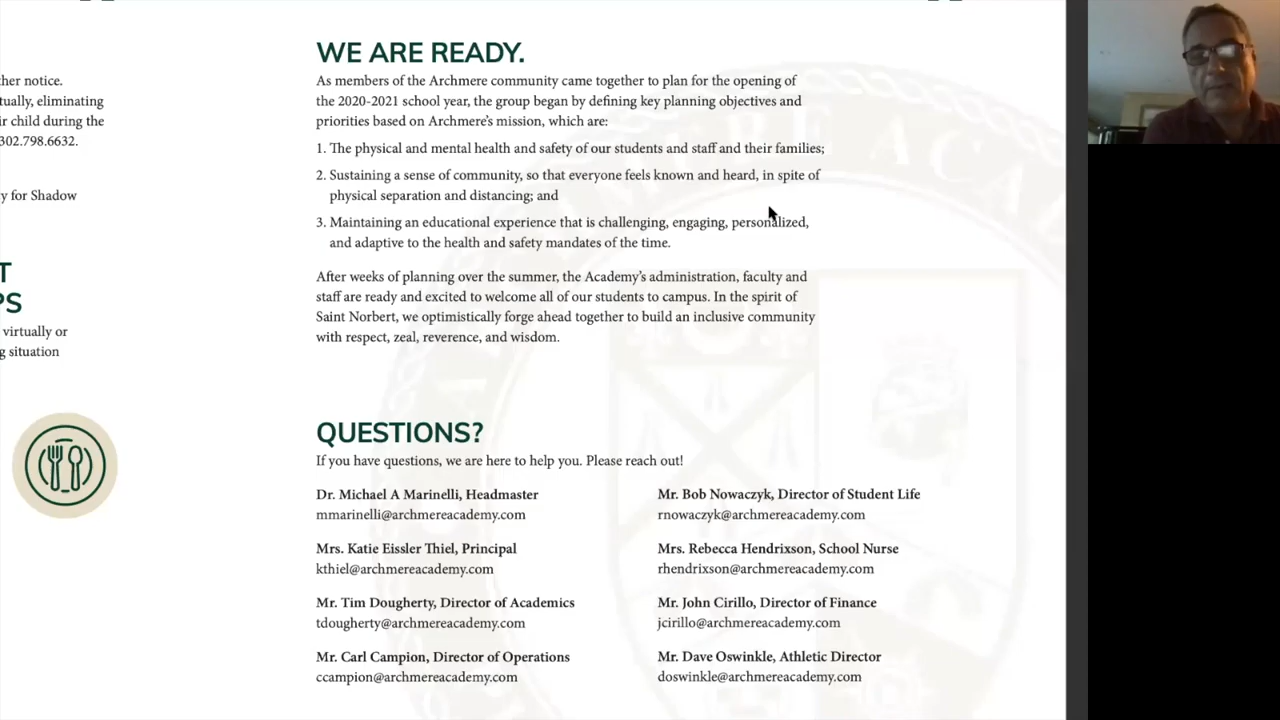 ther notice.
tually, eliminating
ir child during the
302.798.6632.
y for Shadow
T
PS
virtually or
g situation
WE ARE READY.
As members of the Archmere community came together to plan for the opening of
the 2020-2021 school year, the group began by defining key planning objectives and
priorities based on Archmere's mission, which are:
1. The physical and mental health and safety of our students and staff and their families;
2. Sustaining a sense of community, so that everyone feels known and heard, in spite of
physical separation and distancing; and
3. Maintaining an educational experience that is challenging, engaging, personalized,
and adaptive to the health and safety mandates of the time.
After weeks of planning over the summer, the Academy's administration, faculty and
staff are ready and excited to welcome all of our students to campus. In the spirit of
Saint Norbert, we optimistically forge ahead together to build an inclusive community
with respect, zeal, reverence, and wisdom.
QUESTIONS?
If you have questions, we are here to help you. Please reach out!
Dr. Michael A Marinelli, Headmaster
mmarinelli@archmereacademy.com
Mrs. Katie Eissler Thiel, Principal
kthiel@archmereacademy.com
Mr. Tim Dougherty, Director of Academics
tdougherty@archmereacademy.com
Mr. Carl Campion, Director of Operations
ccampion@archmereacademy.com
Mr. Bob Nowaczyk, Director of Student Life
rnowaczyk@archmereacademy.com
Mrs. Rebecca Hendrixson, School Nurse
rhendrixson@archmereacademy.com
Mr. John Cirillo, Director of Finance
jcirillo@archmereacademy.com
Mr. Dave Oswinkle, Athletic Director
doswinkle@archmereacademy.com